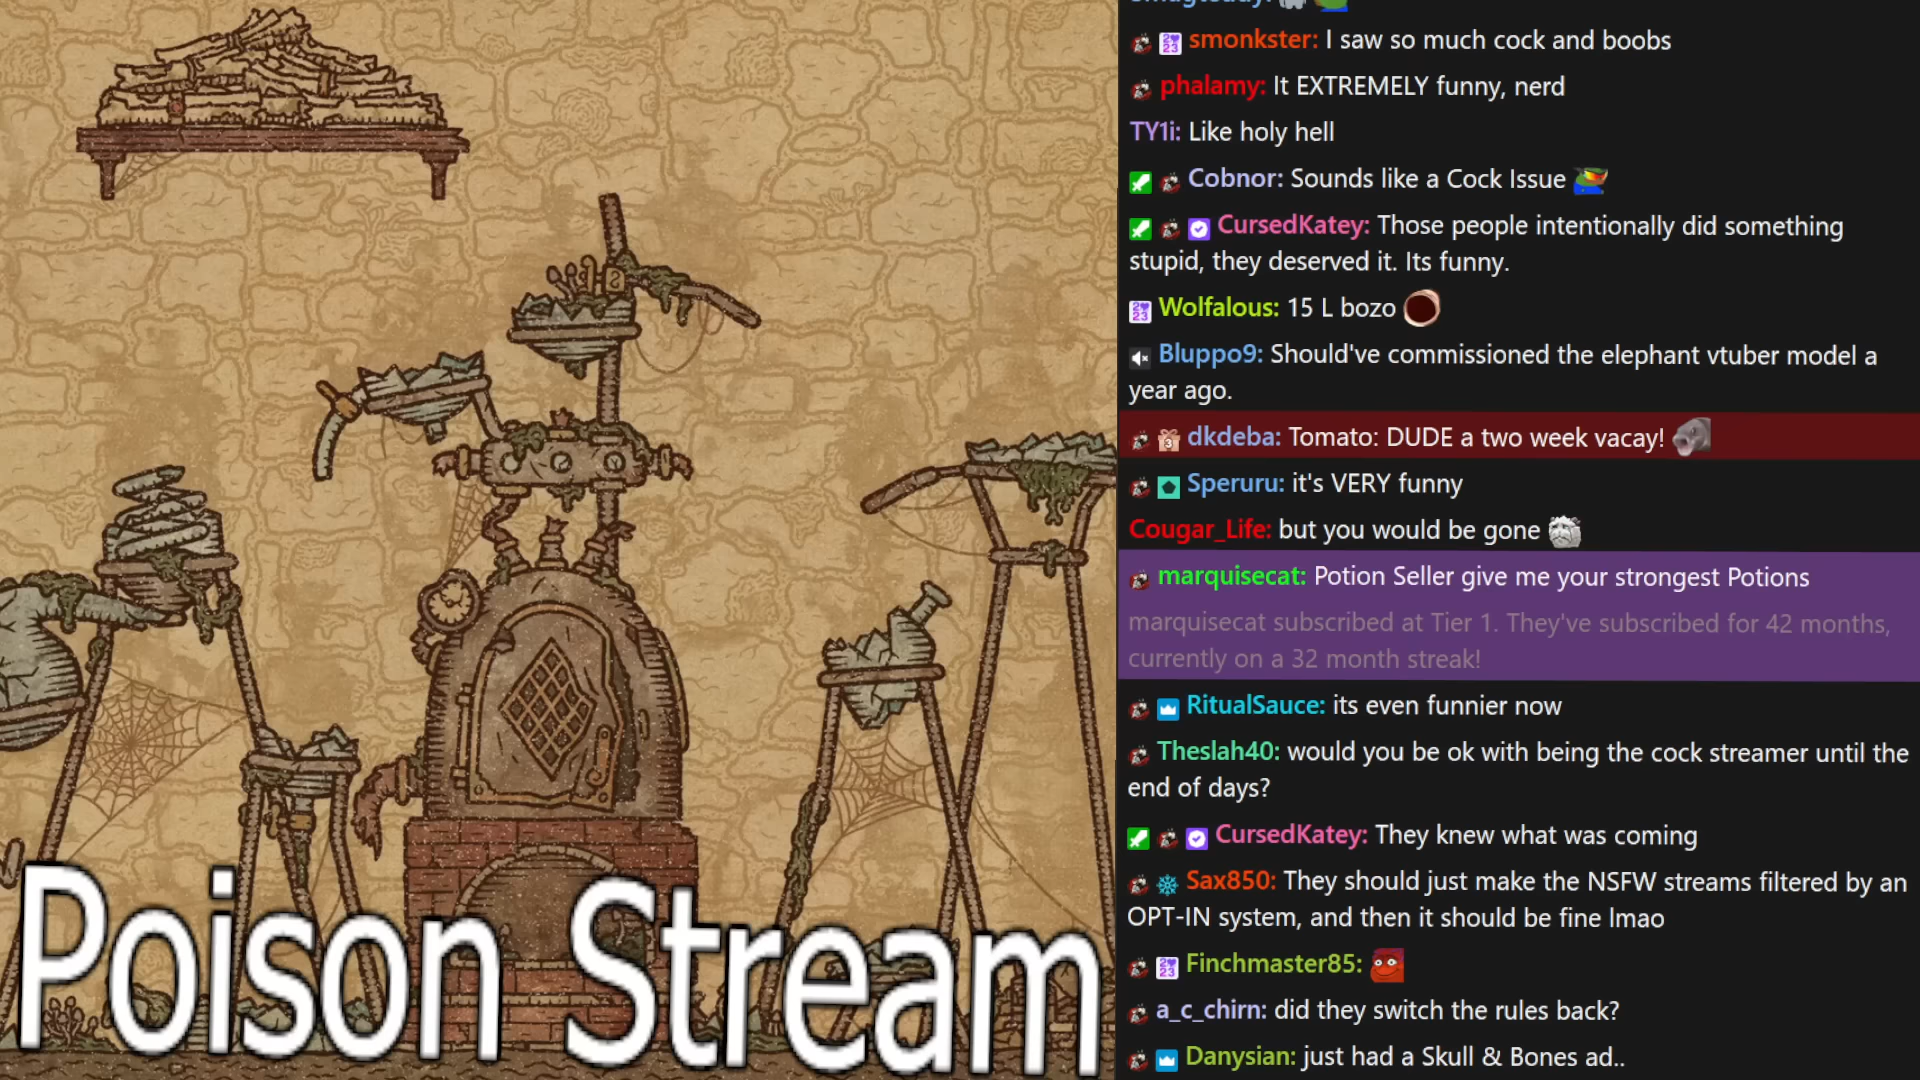 smonkster: I saw so much cock and boobs
phalamy: It EXTREMELY funny, nerd
TY1i: Like holy hell
Cobnor: Sounds like a Cock Issue
CursedKatey: Those people intentionally did something
stupid, they deserved it. Its funny.
Wolfalous: 15 L bozo
Bluppo9: Should've commissioned the elephant vtuber model a
year ago.
dkdeba: Tomato: DUDE a two week vacay!
Speruru: it's VERY funny
Cougar_Life: but you would be gone
marquisecat: Potion Seller give me your strongest Potions
marquisecat subscribed at Tier 1. They've subscribed for 42 months,
currently on a 32 month streak!
RitualSauce: its even funnier now
Theslah40: would you be ok with being the cock streamer until the
end of days?
CursedKatey: They knew what was coming
Sax850: They should just make the NSFW streams filtered by an
OPT-IN system, and then it should be fine lmao
Finchmaster85:
a_c_chirn: did they switch the rules back?
Danysian: just had a Skull & Bones ad..
Poison Stream